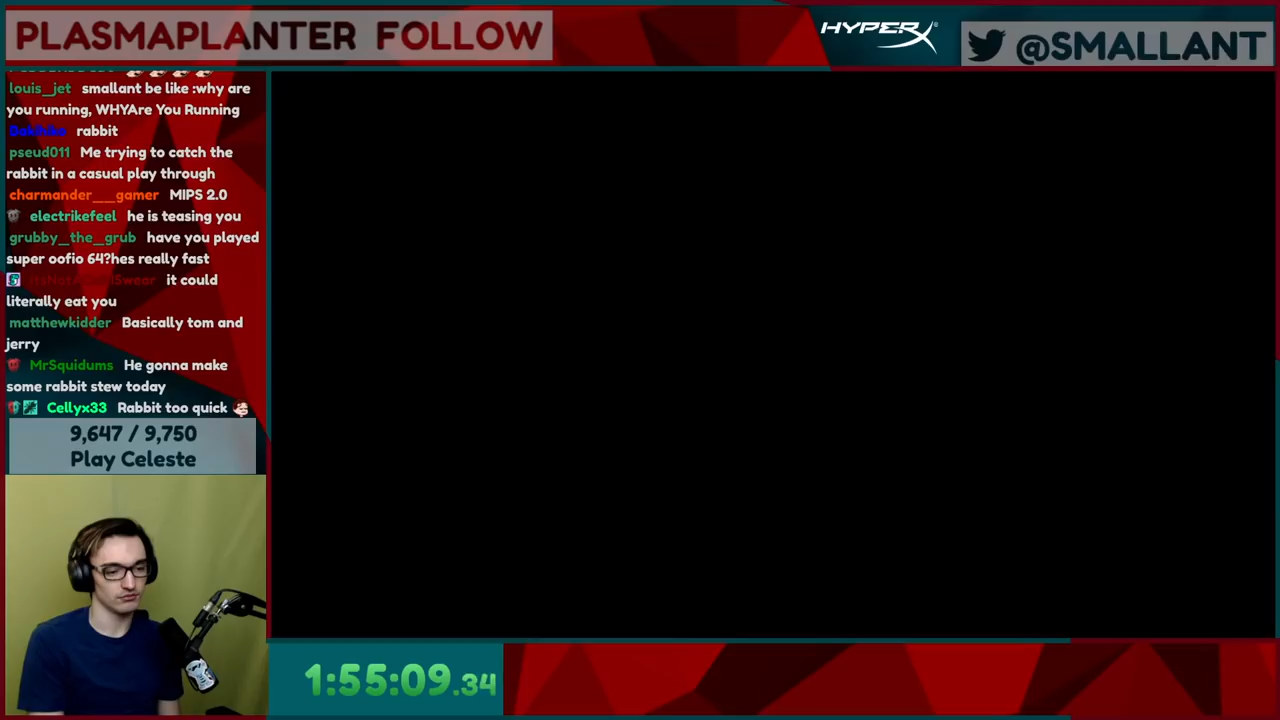 PLASMAPLANTER FOLLOW
HYPERX
@SMALLANT
louis_jet smallant be like :why are
you running, WHYAre You Running
rabbit
pseud011 Me trying to catch the
rabbit in a casual play through
charmander__gamer MIPS 2.0
electrikefeel he is teasing you
grubby_the_grub have you played
super oofio 64?hes really fast
it could
literally eat you
matthewkidder Basically tom and
jerry
MrSquidums He gonna make
some rabbit stew today
Cellyx33 Rabbit too quick
9,647 / 9,750
Play Celeste
1:55:09.34